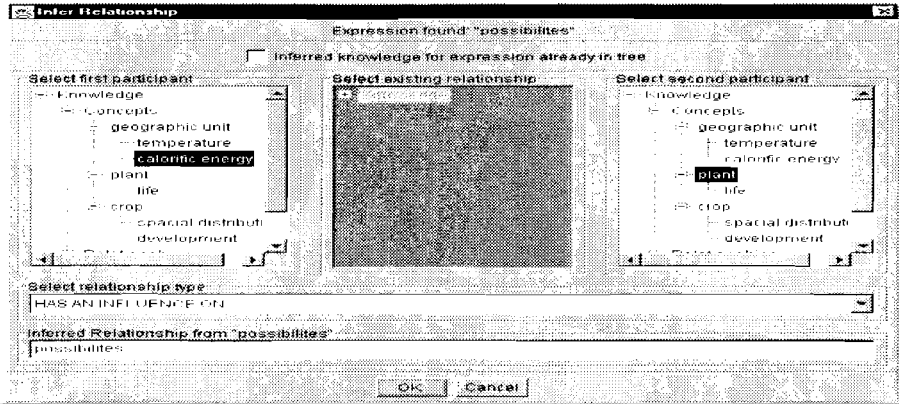 Infer Relationship
Expression found "possibilites"
Inferred knowledge for expression already in tree
Select first participant
Knowledge
Concepts
geographic unit
temperature
calorific energy
plant
life
crop
spacial distributi
development
Select existing relationship
Select second participant
Knowledge
Concepts
geographic unit
temperature
calorific energy
plant
life
crop
spacial distributi
development
Select relationship type
HAS AN INFLUENCE ON
Inferred Relationship from "possibilites"
possibilites
OK
Cancel